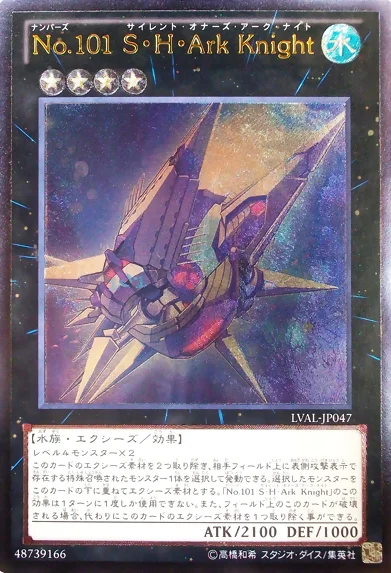 ナンバーズ サイレント・オナーズ・アーク・ナイト
No.101 S・H・Ark Knight 水
LVAL-JP047
【水族・エクシーズ/効果】
レベル4モンスター×2
このカードのエクシーズ素材を2つ取り除き、相手フィールド上に表側攻撃表示で
存在する特殊召喚されたモンスター1体を選択して発動できる。選択したモンスター
をこのカードの下に重ねてエクシーズ素材とする。「No.101 S・H・Ark Knight」のこの
効果は1ターンに1度しか使用できない。また、フィールド上のこのカードが破壊
される場合、代わりにこのカードのエクシーズ素材を1つ取り除く事ができる。
ATK/2100 DEF/1000
48739166 ©高橋和希 スタジオ・ダイス/集英社